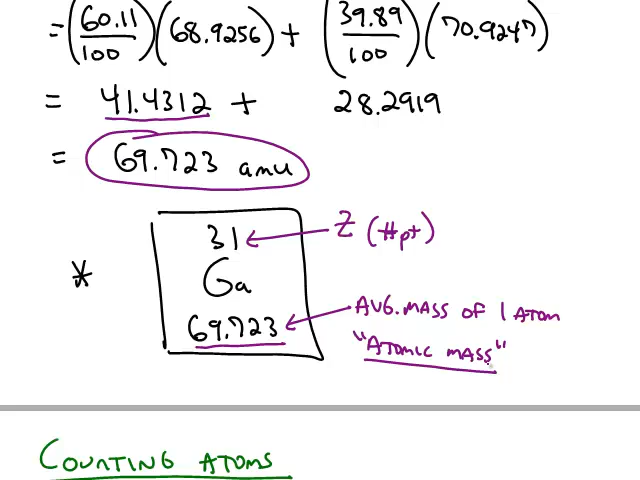 =(60.11/100)(68.9256) + (39.89/100)(70.9247)
= 41.4312 + 28.2919
= 69.723 amu
31 ← Z (#p+)
* Ga
69.723 ← AVG. MASS OF 1 ATOM
"ATOMIC MASS"
COUNTING ATOMS